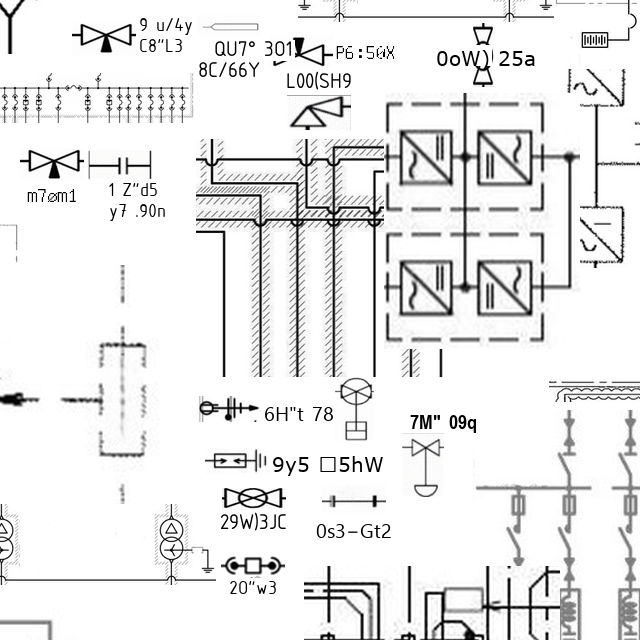 9 u/4y
C8"L3
QU7° 301
8C/66Y
P6:50X
0oW) 25a
L00(SH9
m7øm1
1 Z"d5
y7 .90n
6H"t 78
7M" 09q
9y5 □5hW
29W)3JC
0s3-Gt2
20"w3